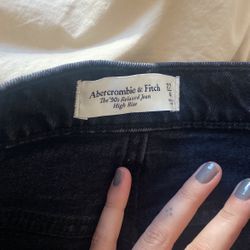 Abercrombie & Fitch
The '90s Relaxed Jean
High Rise